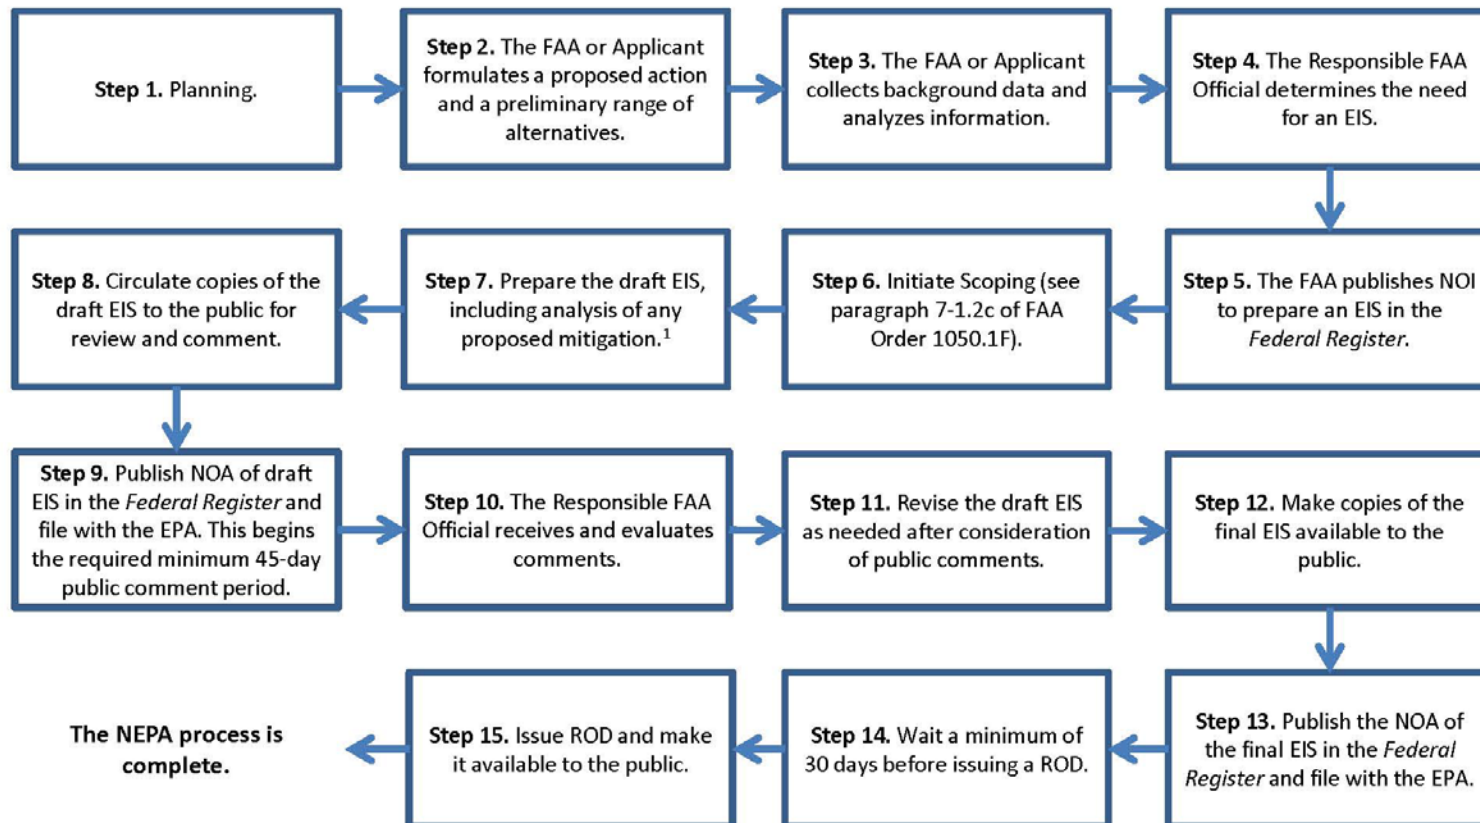 Step 1. Planning.
Step 2. The FAA or Applicant
formulates a proposed action
and a preliminary range of
alternatives.
Step 3. The FAA or Applicant
collects background data and
analyzes information.
Step 4. The Responsible FAA
Official determines the need
for an EIS.
Step 5. The FAA publishes NOI
to prepare an EIS in the
Federal Register.
Step 6. Initiate Scoping (see
paragraph 7-1.2c of FAA
Order 1050.1F).
Step 7. Prepare the draft EIS,
including analysis of any
proposed mitigation.1
Step 8. Circulate copies of the
draft EIS to the public for
review and comment.
Step 9. Publish NOA of draft
EIS in the Federal Register and
file with the EPA. This begins
the required minimum 45-day
public comment period.
Step 10. The Responsible FAA
Official receives and evaluates
comments.
Step 11. Revise the draft EIS
as needed after consideration
of public comments.
Step 12. Make copies of the
final EIS available to the
public.
Step 13. Publish the NOA of
the final EIS in the Federal
Register and file with the EPA.
Step 14. Wait a minimum of
30 days before issuing a ROD.
Step 15. Issue ROD and make
it available to the public.
The NEPA process is
complete.